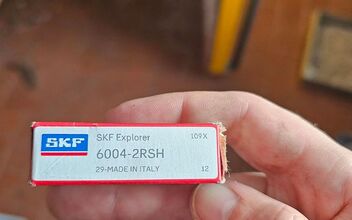 SKF
SKF Explorer 109X
6004-2RSH
29-MADE IN ITALY 12